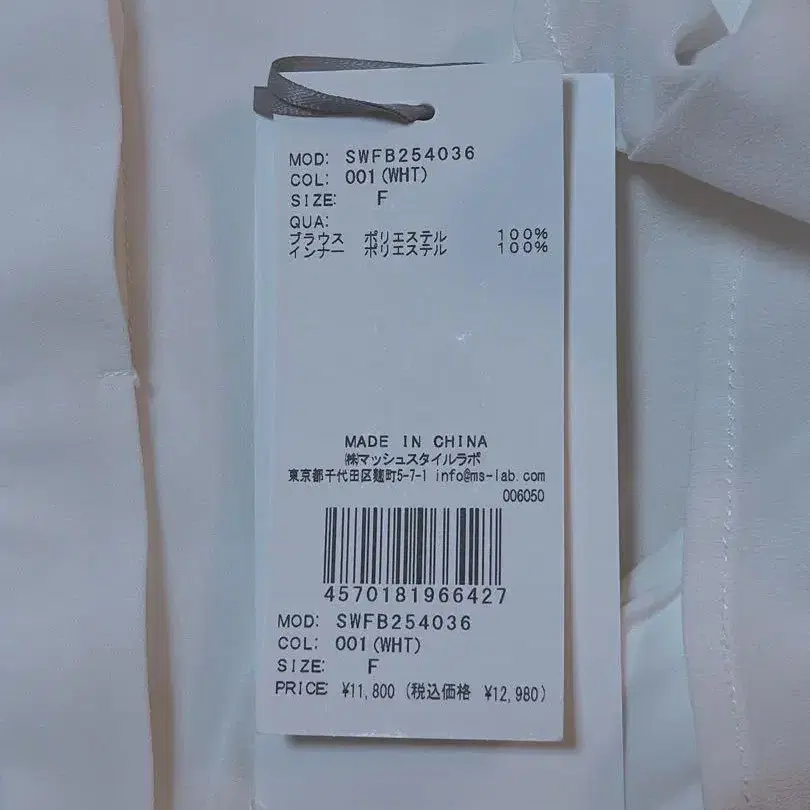 MOD: SWFB254036
COL: 001(WHT)
SIZE: F
QUA:
ブラウス ポリエステル 100%
インナー ポリエステル 100%
MADE IN CHINA
㈱マッシュスタイルラボ
東京都千代田区麹町5-7-1 info@ms-lab.com
006050
4570181966427
MOD: SWFB254036
COL: 001(WHT)
SIZE: F
PRICE: ¥11,800 (税込価格 ¥12,980)